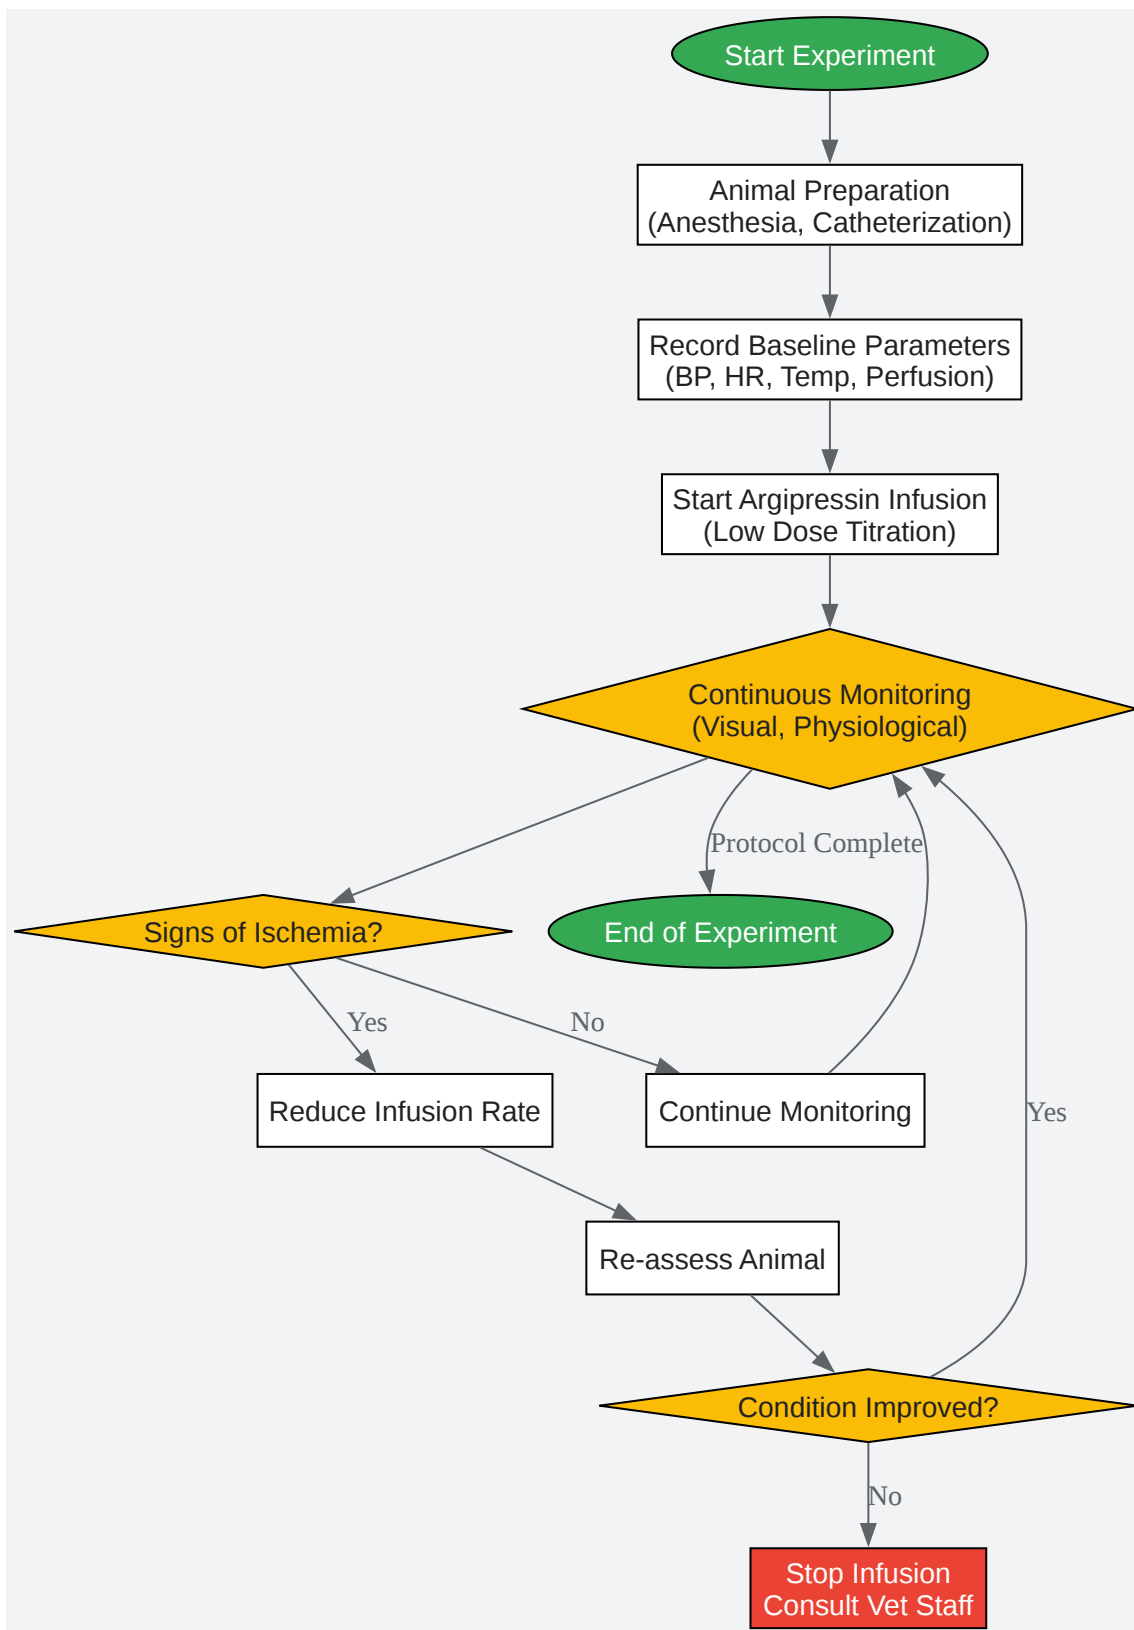 Start Experiment
Animal Preparation
(Anesthesia, Catheterization)
Record Baseline Parameters
(BP, HR, Temp, Perfusion)
Start Argipressin Infusion
(Low Dose Titration)
Continuous Monitoring
(Visual, Physiological)
Protocol Complete
Signs of Ischemia?
End of Experiment
Yes
No
Reduce Infusion Rate
Continue Monitoring
Yes
Re-assess Animal
Condition Improved?
No
Stop Infusion
Consult Vet Staff